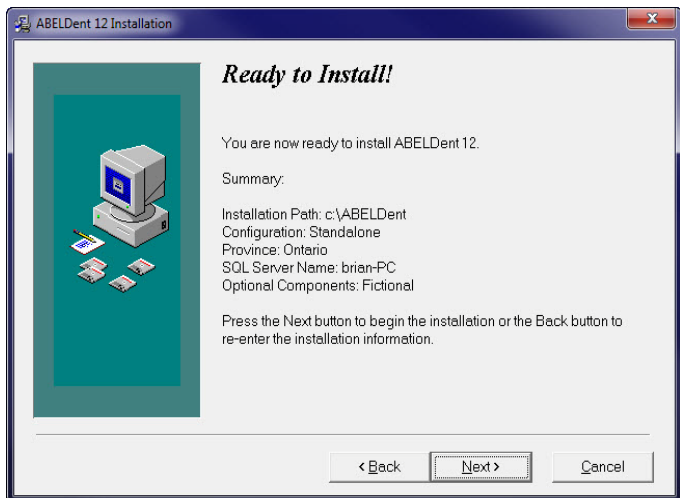 ABELDent 12 Installation
Ready to Install!
You are now ready to install ABELDent 12.
Summary:
Installation Path: c:\ABELDent
Configuration: Standalone
Province: Ontario
SQL Server Name: brian-PC
Optional Components: Fictional
Press the Next button to begin the installation or the Back button to
re-enter the installation information.
< Back
Next >
Cancel